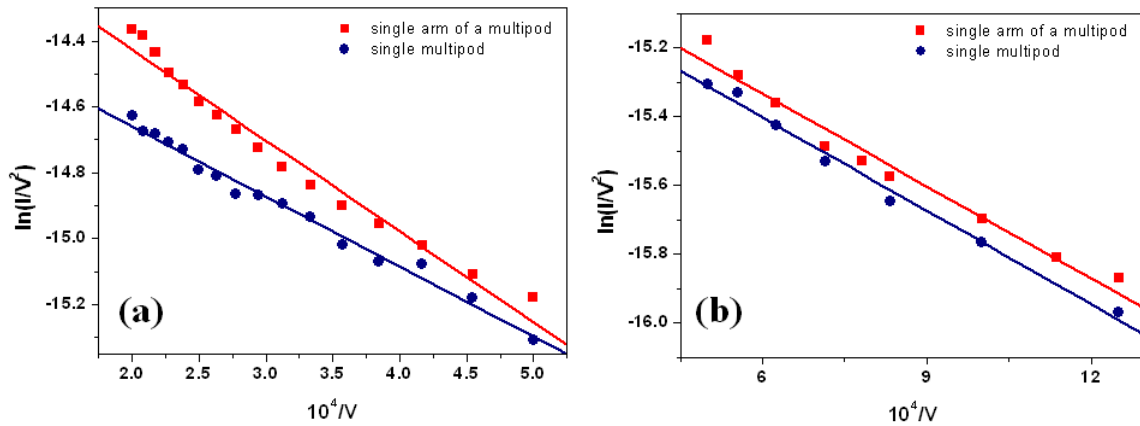 single arm of a multipod
single multipod
-14.4
-14.6
-14.8
-15.0
-15.2
ln(I/V²)
(a)
2.0 2.5 3.0 3.5 4.0 4.5 5.0
10⁴/V
single arm of a multipod
single multipod
-15.2
-15.4
-15.6
-15.8
-16.0
ln(I/V²)
(b)
6 9 12
10⁴/V